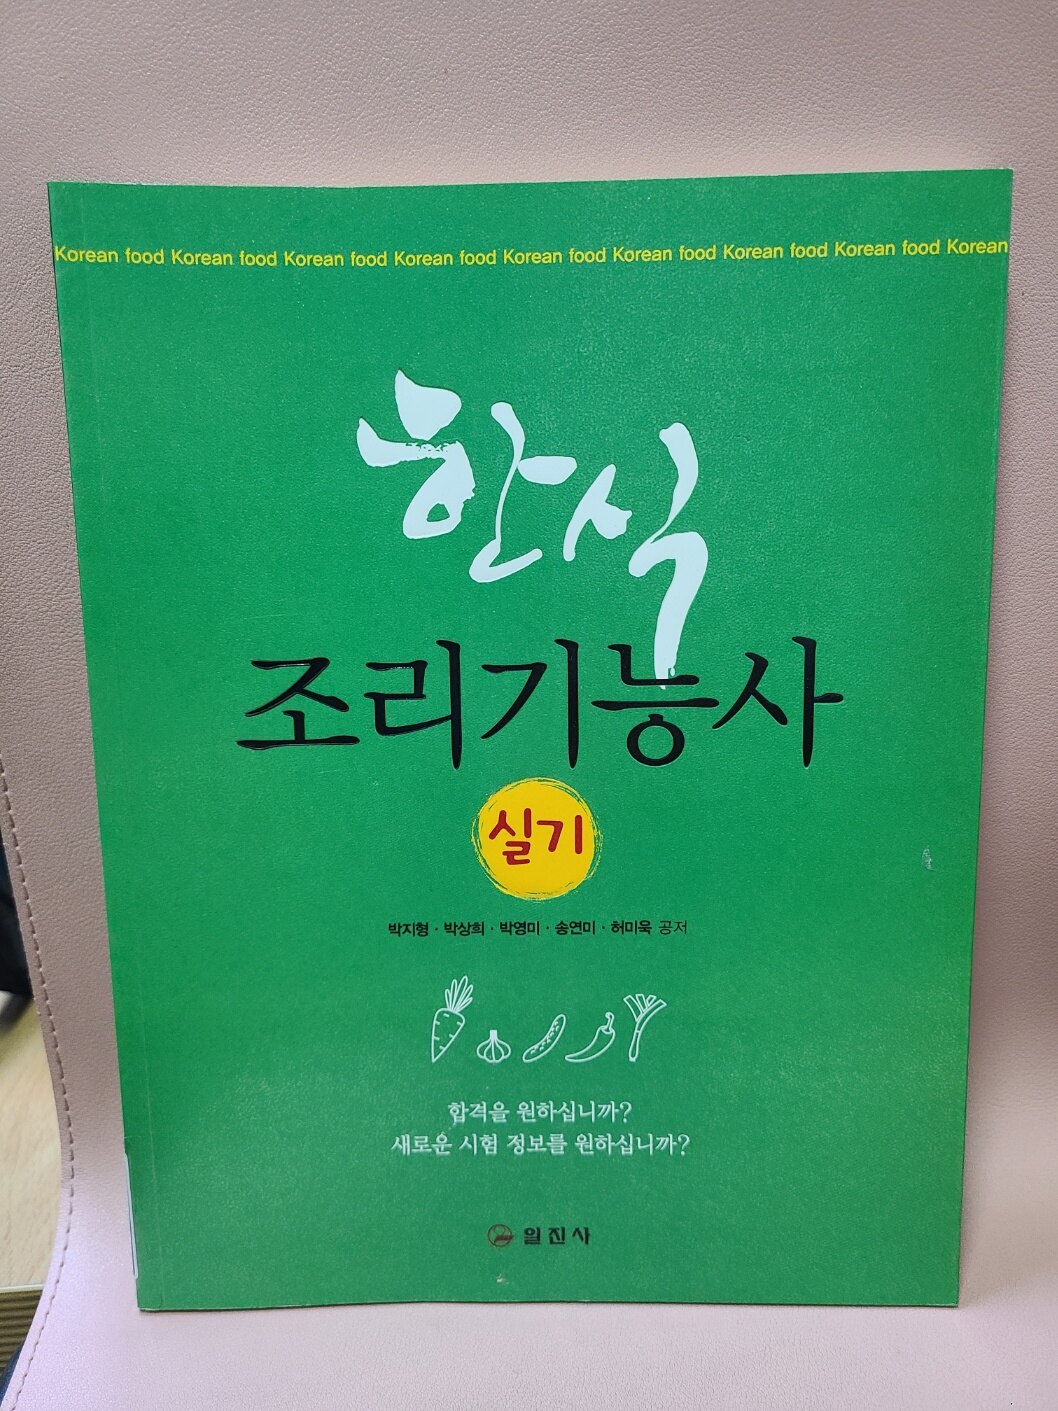 Korean food Korean food Korean food Korean food Korean food Korean food Korean food Korean food Korean
한식
조리기능사
실기
박지형 · 박상희 · 박영미 · 송연미 · 허미욱 공저
합격을 원하십니까?
새로운 시험 정보를 원하십니까?
일진사